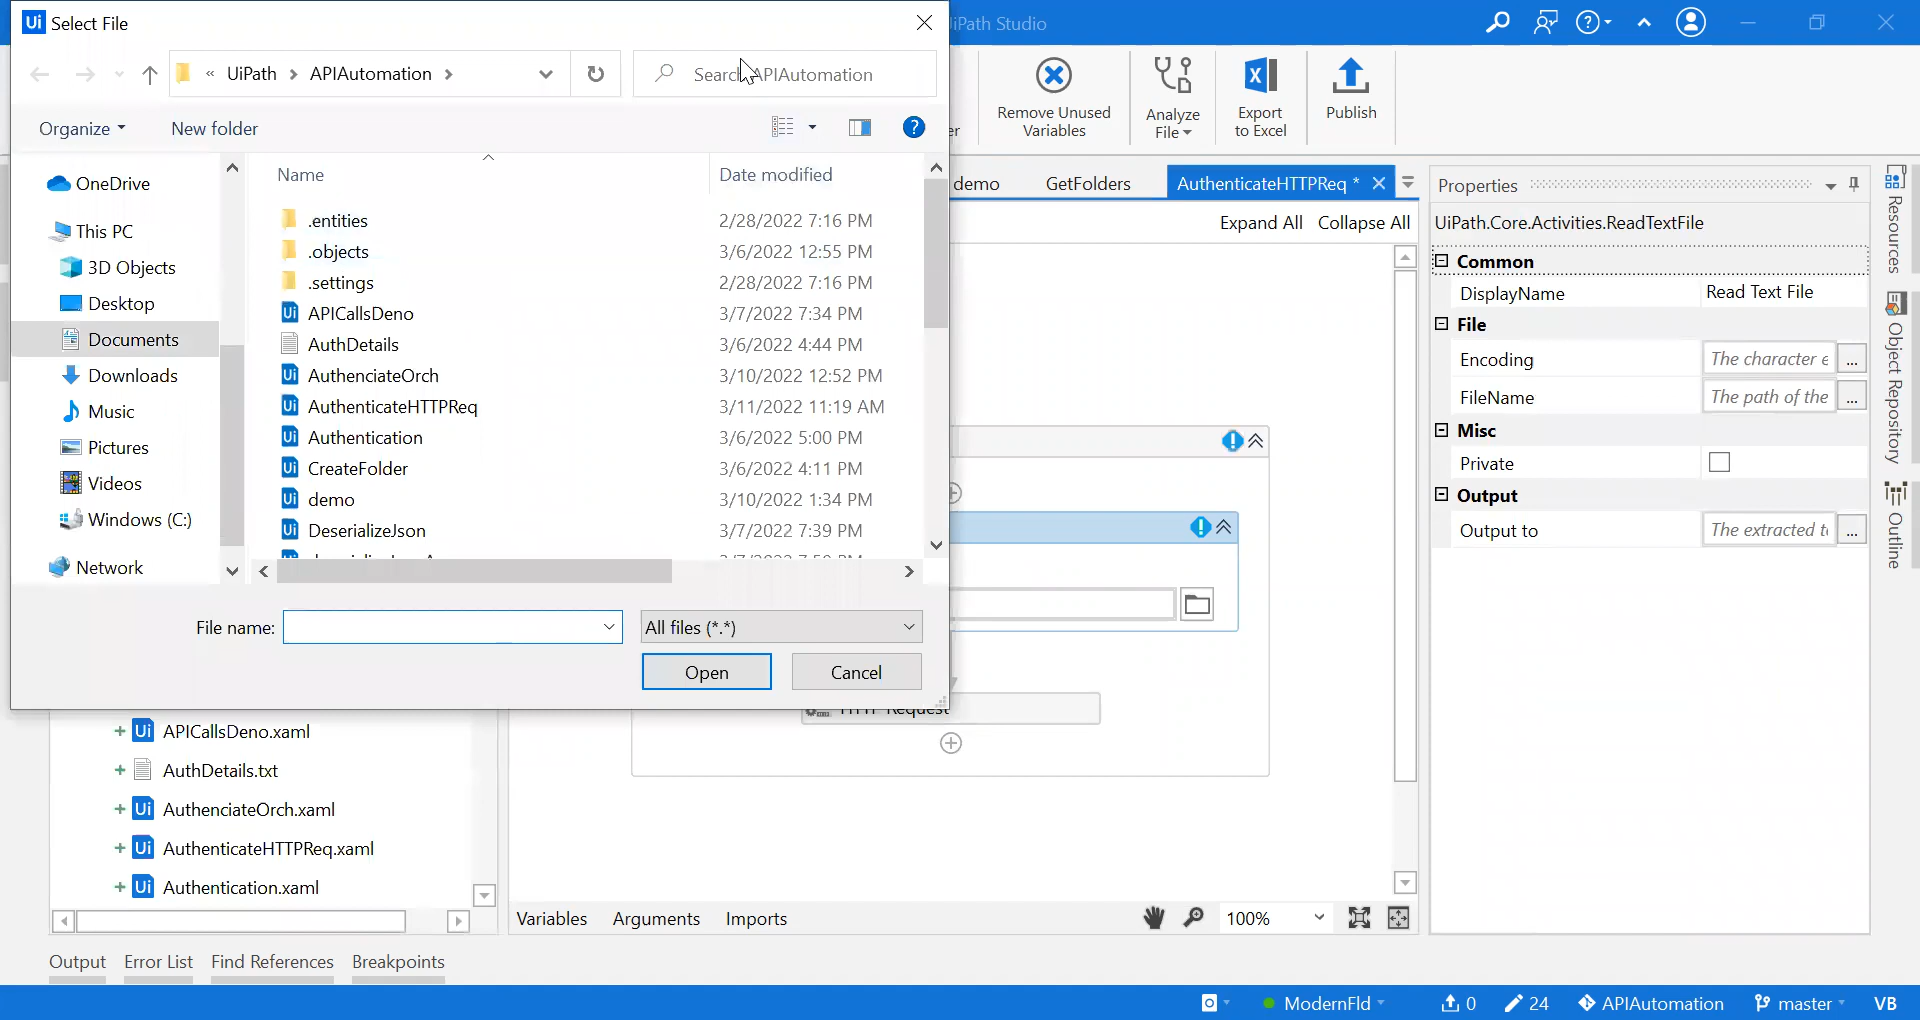 Ui Select File
iPath Studio
« UiPath > APIAutomation >
Search APIAutomation
Remove Unused
Variables
Analyze
File
Export
to Excel
Publish
Organize
New folder
?
er
OneDrive
This PC
3D Objects
Desktop
Documents
Downloads
Music
Pictures
Videos
Windows (C:)
Network
Name
Date modified
.entities
2/28/2022 7:16 PM
.objects
3/6/2022 12:55 PM
.settings
2/28/2022 7:16 PM
APICallsDeno
3/7/2022 7:34 PM
AuthDetails
3/6/2022 4:44 PM
AuthenciateOrch
3/10/2022 12:52 PM
AuthenticateHTTPReq
3/11/2022 11:19 AM
Authentication
3/6/2022 5:00 PM
CreateFolder
3/6/2022 4:11 PM
demo
3/10/2022 1:34 PM
DeserializeJson
3/7/2022 7:39 PM
File name:
All files (*.*)
Open
Cancel
demo
GetFolders
AuthenticateHTTPReq *
Expand All
Collapse All
HTTP Request
Properties
UiPath.Core.Activities.ReadTextFile
Common
DisplayName
Read Text File
File
Encoding
The character e
...
FileName
The path of the
...
Misc
Private
Output
Output to
The extracted t
...
Resources
Object Repository
Outline
+ Ui APICallsDeno.xaml
+ AuthDetails.txt
+ Ui AuthenciateOrch.xaml
+ Ui AuthenticateHTTPReq.xaml
+ Ui Authentication.xaml
Variables
Arguments
Imports
100%
Output
Error List
Find References
Breakpoints
ModernFld
0
24
APIAutomation
master
VB